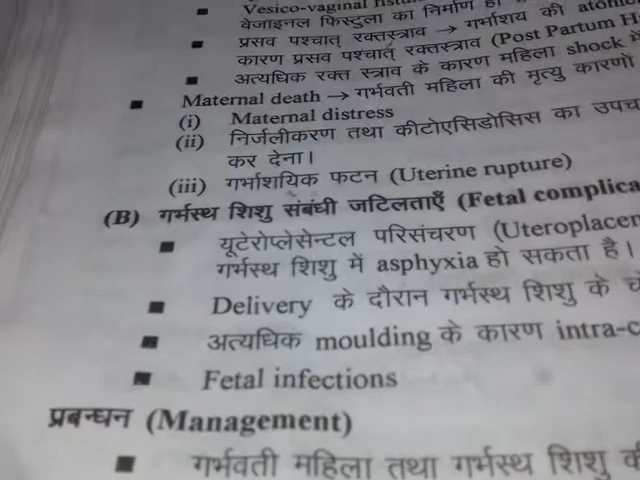 Vesico-vaginal
वेजाइनल फिस्टुला का निर्माण
■ प्रसव पश्चात् रक्तस्त्राव → गर्भाशय की
कारण प्रसव पश्चात् रक्तस्त्राव (Post Partum
■ अत्यधिक रक्त स्त्राव के कारण महिला shock में
■ Maternal death → गर्भवती महिला की मृत्यु कारणों
(i) Maternal distress
(ii) निर्जलीकरण तथा कीटोएसिडोसिस का
कर देना।
(iii) गर्भाशयिक फटन (Uterine rupture)
(B) गर्भस्थ शिशु संबंधी जटिलताएँ (Fetal
■ यूटेरोप्लेसेन्टल परिसंचरण
गर्भस्थ शिशु में asphyxia हो सकता है।
■ Delivery के दौरान गर्भस्थ शिशु के
■ अत्यधिक moulding के कारण
■ Fetal infections
प्रबन्धन (Management)
■ गर्भवती महिला तथा गर्भस्थ शिशु